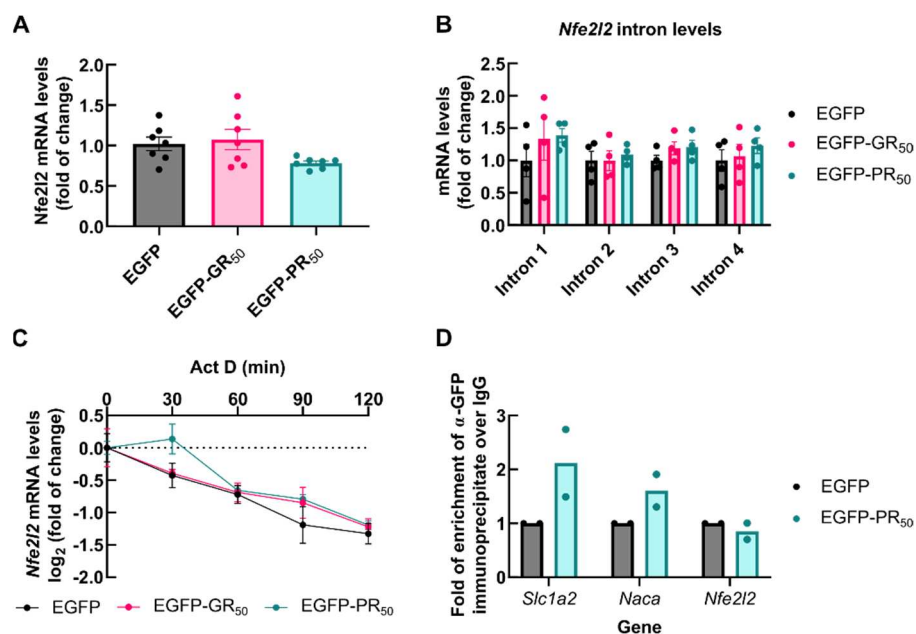 A
Nfe2l2 mRNA levels
(fold of change)
2.0
1.5
1.0
0.5
0.0
EGFP
EGFP-GR50
EGFP-PR50
B
Nfe2l2 intron levels
mRNA levels
(fold of change)
2.5
2.0
1.5
1.0
0.5
0.0
Intron 1
Intron 2
Intron 3
Intron 4
EGFP
EGFP-GR50
EGFP-PR50
C
Act D (min)
0 30 60 90 120
Nfe2l2 mRNA levels
log2 (fold of change)
0.5
0.0
-0.5
-1.0
-1.5
-2.0
EGFP EGFP-GR50 EGFP-PR50
D
Fold of enrichment of α-GFP
immunoprecipitate over IgG
3
2
1
0
Slc1a2 Naca Nfe2l2
Gene
EGFP
EGFP-PR50